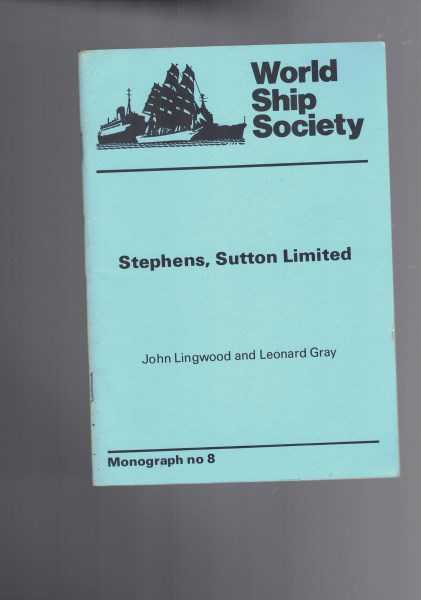 World
Ship
Society
Stephens, Sutton Limited
John Lingwood and Leonard Gray
Monograph no 8